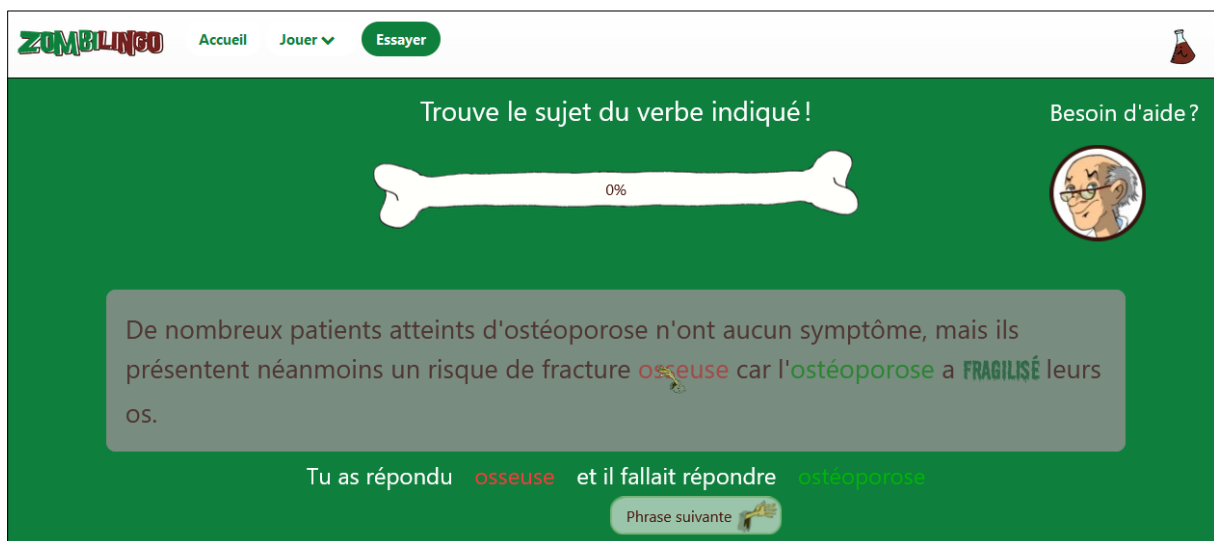 ZOMBILINGO Accueil Jouer Essayer
Trouve le sujet du verbe indiqué !
Besoin d'aide ?
0%
De nombreux patients atteints d'ostéoporose n'ont aucun symptôme, mais ils
présentent néanmoins un risque de fracture osseuse car l'ostéoporose a FRAGILISÉ leurs
os.
Tu as répondu osseuse et il fallait répondre ostéoporose
Phrase suivante